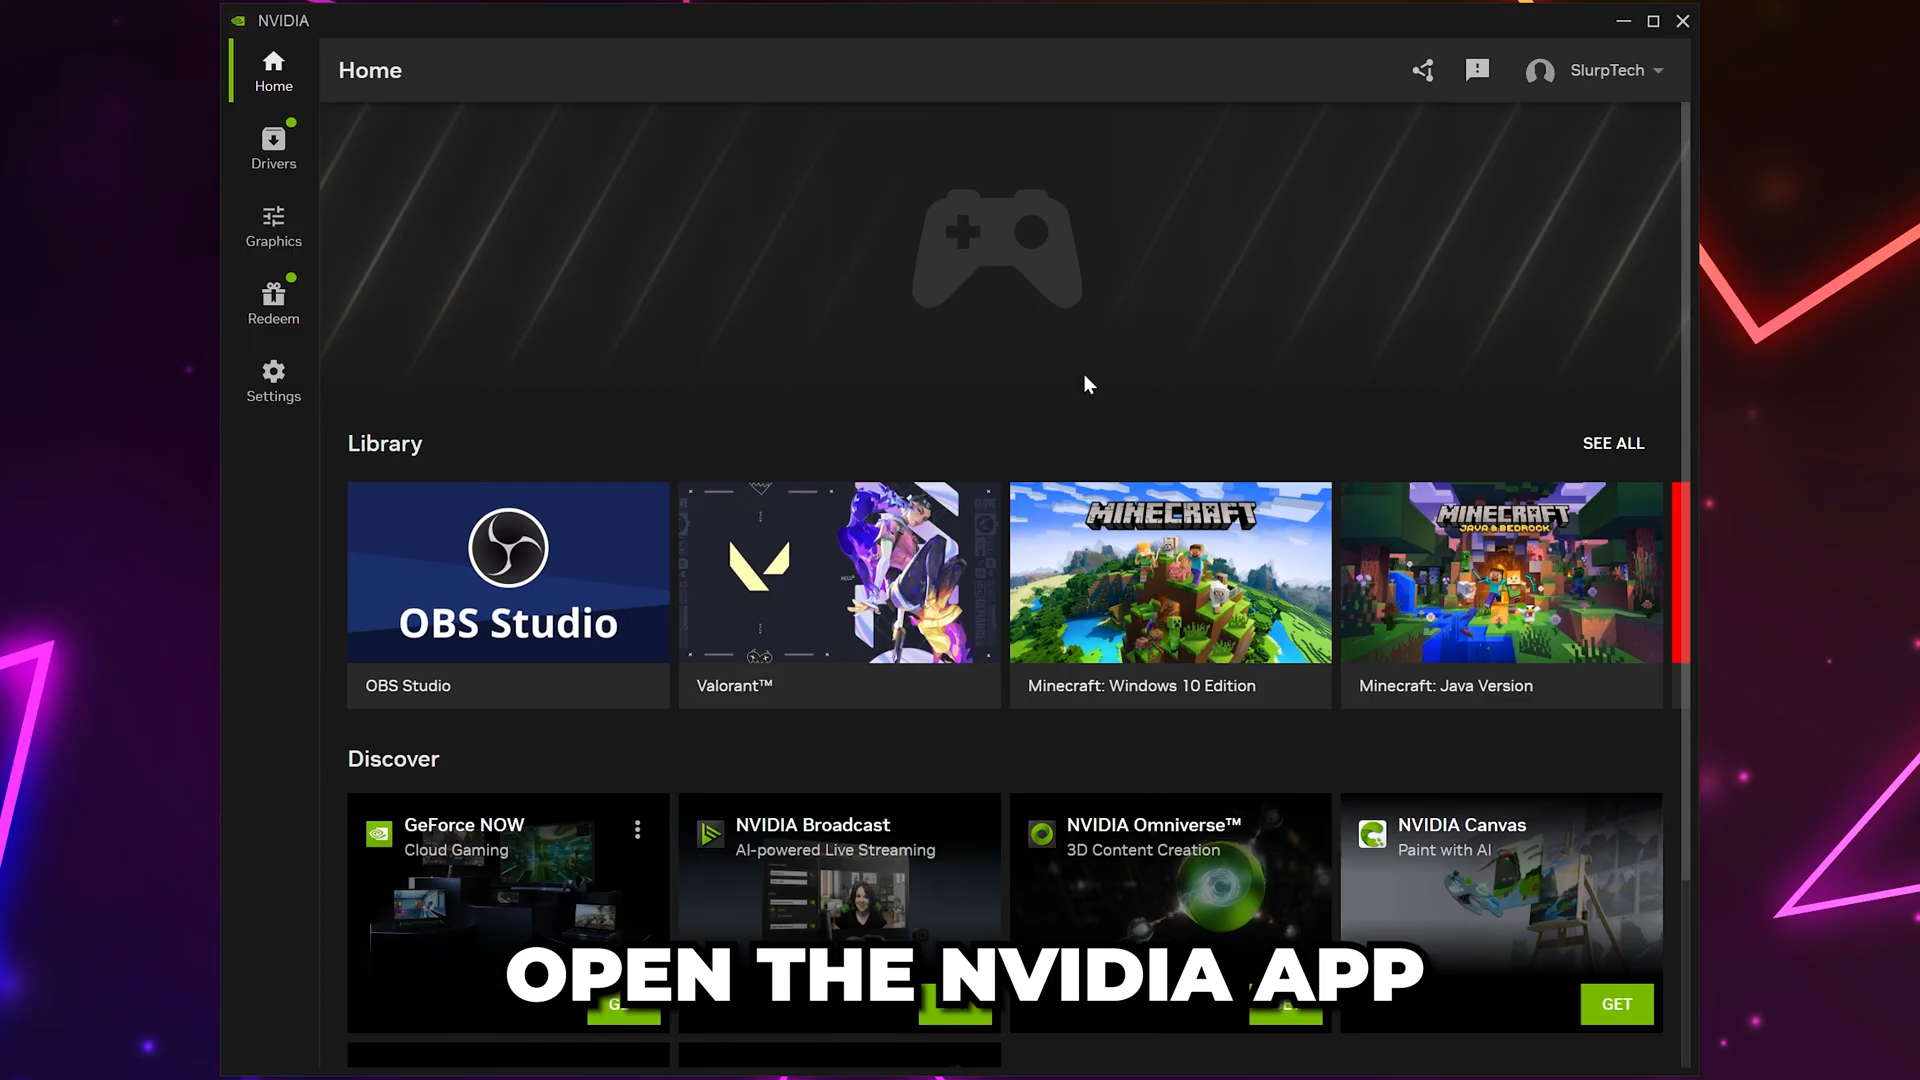 NVIDIA
Home
Home
SlurpTech
Drivers
Graphics
Redeem
Settings
Library
SEE ALL
OBS Studio
MINECRAFT
MINECRAFT
JAVA & BEDROCK
OBS Studio
Valorant™
Minecraft: Windows 10 Edition
Minecraft: Java Version
Discover
GeForce NOW
Cloud Gaming
NVIDIA Broadcast
AI-powered Live Streaming
NVIDIA Omniverse™
3D Content Creation
NVIDIA Canvas
Paint with AI
OPEN THE NVIDIA APP
GET